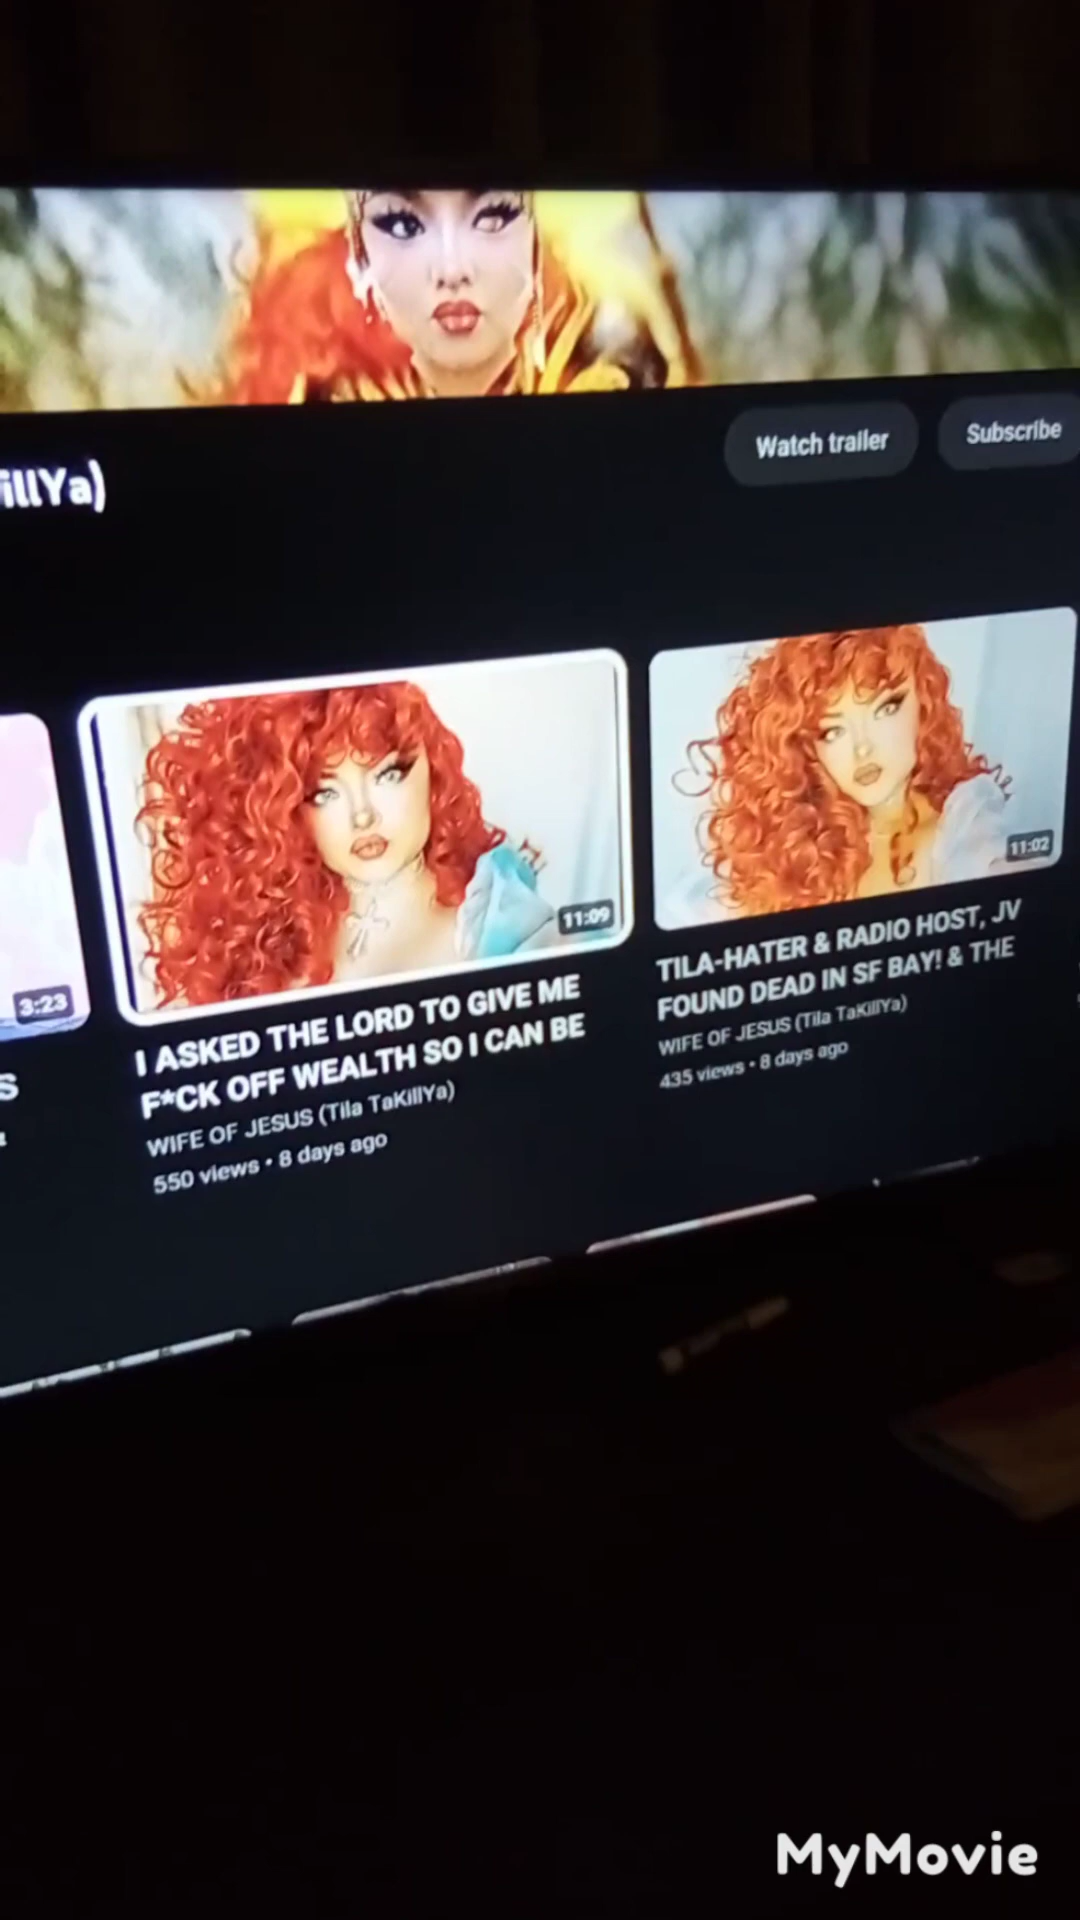 illYa)
Watch trailer
Subscribe
3:23
S
11:09
I ASKED THE LORD TO GIVE ME
F*CK OFF WEALTH SO I CAN BE
WIFE OF JESUS (Tila TaKillYa)
550 views • 8 days ago
11:02
TILA-HATER & RADIO HOST, JV
FOUND DEAD IN SF BAY! & THE
WIFE OF JESUS (Tila TaKillYa)
435 views • 8 days ago
MyMovie